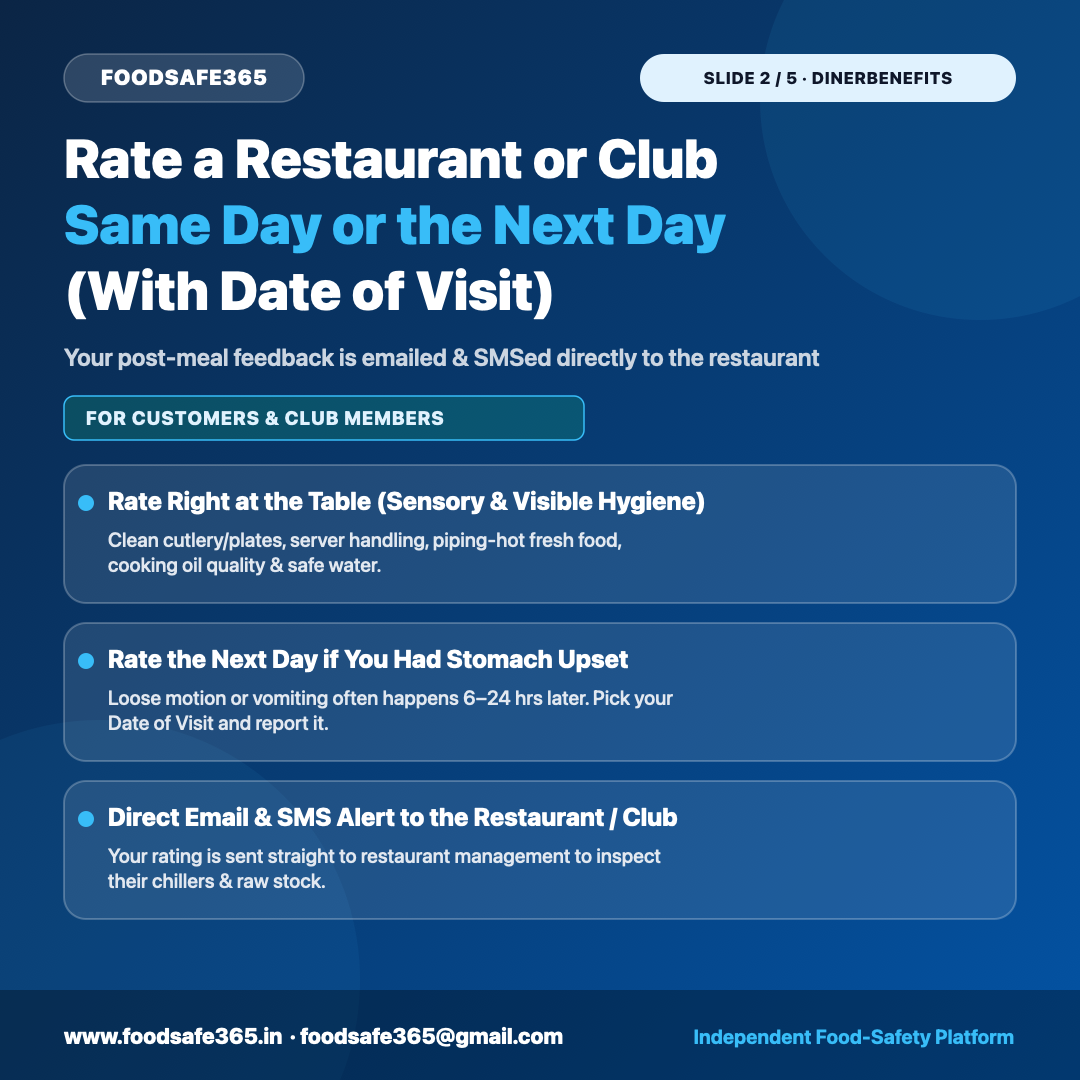 FOODSAFE365
SLIDE 2 / 5 · DINERBENEFITS
Rate a Restaurant or Club
Same Day or the Next Day
(With Date of Visit)
Your post-meal feedback is emailed & SMSed directly to the restaurant
FOR CUSTOMERS & CLUB MEMBERS
Rate Right at the Table (Sensory & Visible Hygiene)
Clean cutlery/plates, server handling, piping-hot fresh food,
cooking oil quality & safe water.
Rate the Next Day if You Had Stomach Upset
Loose motion or vomiting often happens 6–24 hrs later. Pick your
Date of Visit and report it.
Direct Email & SMS Alert to the Restaurant / Club
Your rating is sent straight to restaurant management to inspect
their chillers & raw stock.
www.foodsafe365.in · foodsafe365@gmail.com
Independent Food-Safety Platform